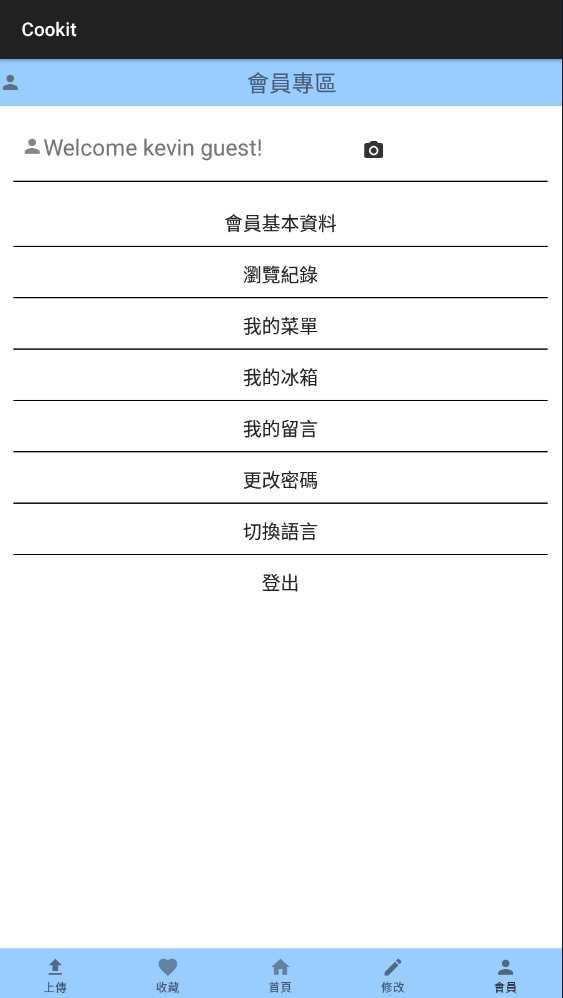 Cookit
會員專區
Welcome kevin guest!
會員基本資料
瀏覽紀錄
我的菜單
我的冰箱
我的留言
更改密碼
切換語言
登出
上傳
收藏
首頁
修改
會員